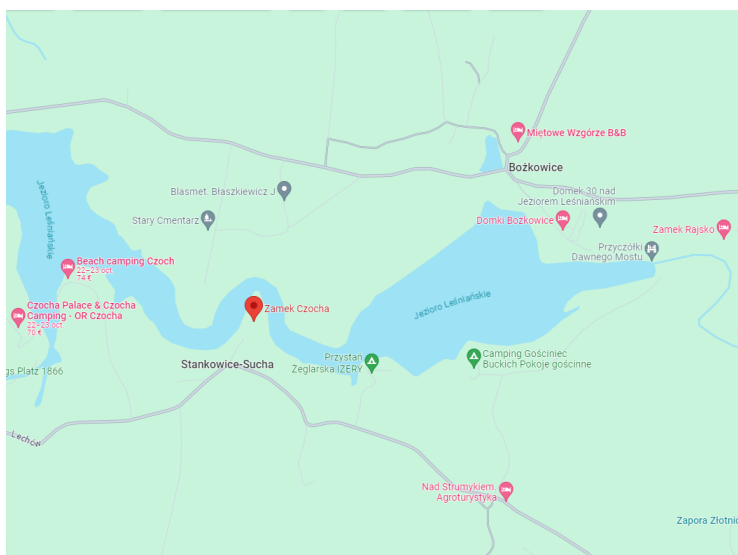 Miętowe Wzgórze B&B
Bożkowice
Jezioro Leśniańskie
Blasmet. Błaszkiewicz J
Domek 30 nad
Jeziorem Leśniańskim
Stary Cmentarz
Domki Bożkowice
Zamek Rajsko
Przyczółki
Dawnego Mostu
Beach camping Czoch
22–23 oct
74 €
Jezioro Leśniańskie
Czocha Palace & Czocha
Camping - OR Czocha
22–23 oct
70 €
Zamek Czocha
Przystań
Żeglarska IZERY
Camping Gościniec
Buckich Pokoje gościnne
Stankowice-Sucha
gs Platz 1866
Lechów
Nad Strumykiem.
Agroturystyka
Zapora Złotnic